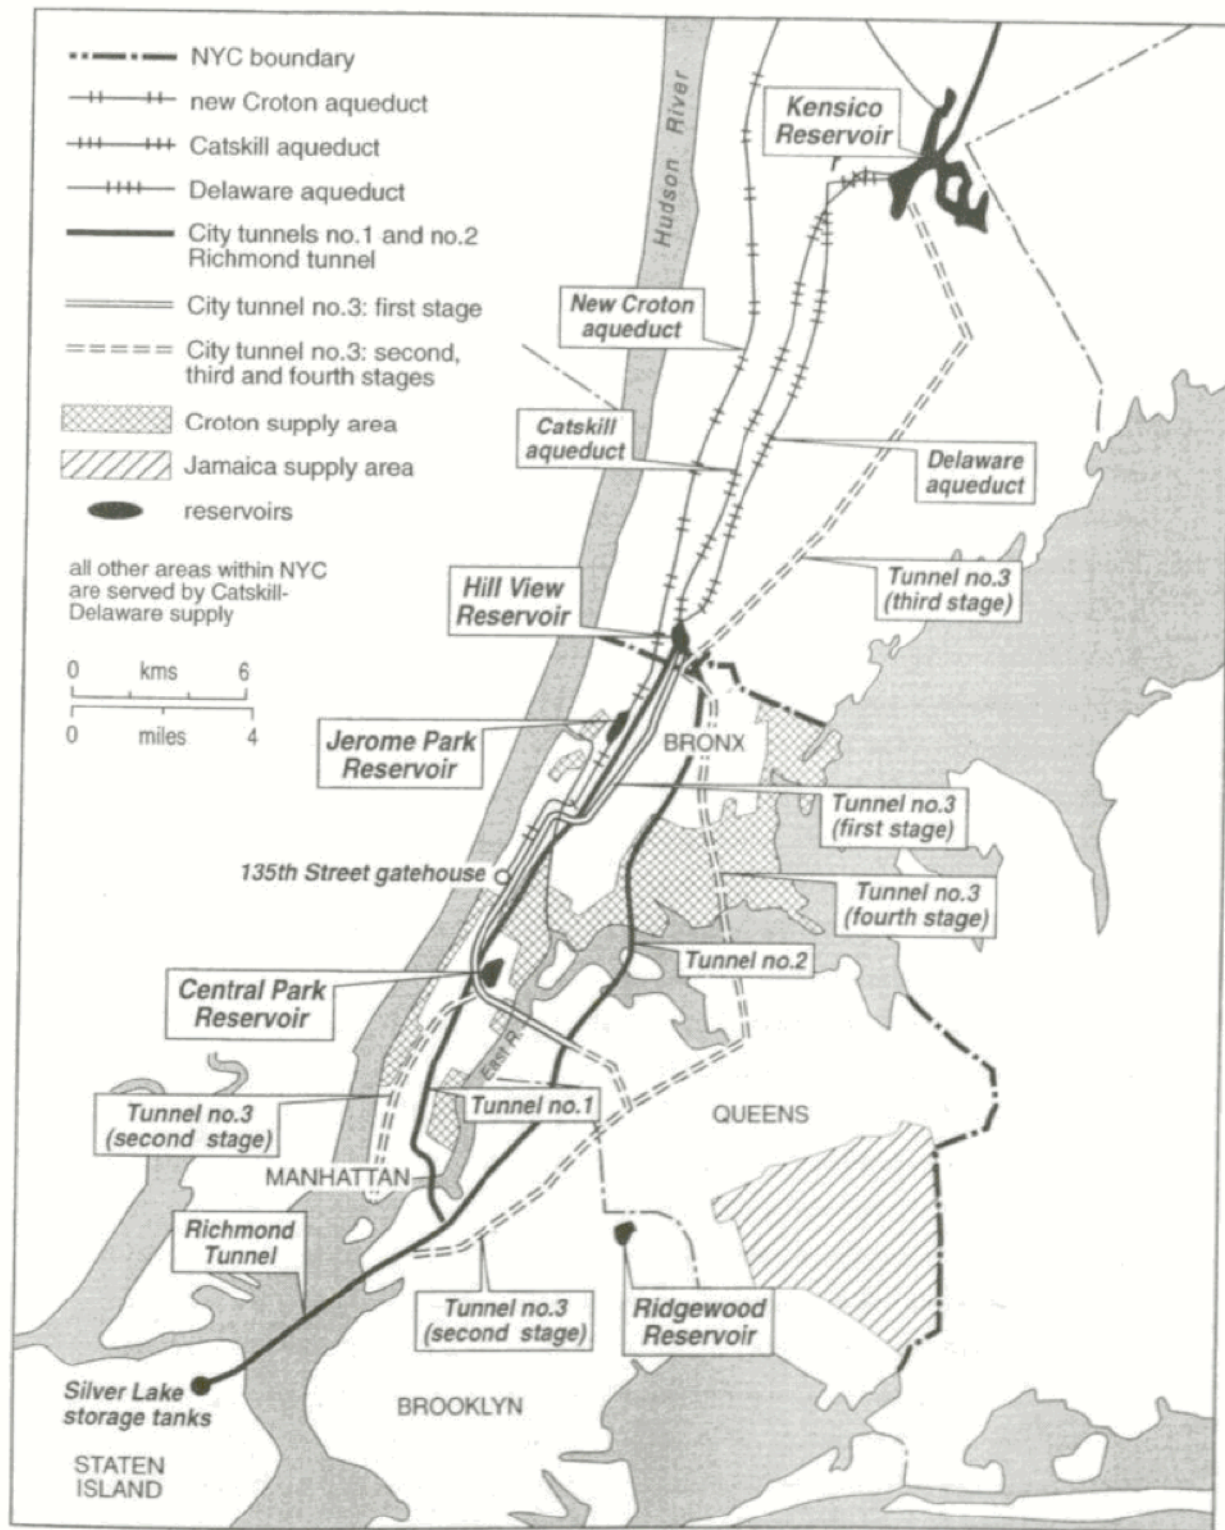 NYC boundary
new Croton aqueduct
Catskill aqueduct
Delaware aqueduct
City tunnels no.1 and no.2
Richmond tunnel
City tunnel no.3: first stage
City tunnel no.3: second,
third and fourth stages
Croton supply area
Jamaica supply area
reservoirs
all other areas within NYC
are served by Catskill-
Delaware supply
0 kms 6
0 miles 4
Hudson River
Kensico
Reservoir
New Croton
aqueduct
Catskill
aqueduct
Delaware
aqueduct
Hill View
Reservoir
Tunnel no.3
(third stage)
Jerome Park
Reservoir
BRONX
Tunnel no.3
(first stage)
135th Street gatehouse
Tunnel no.3
(fourth stage)
Tunnel no.2
Central Park
Reservoir
East R.
Tunnel no.3
(second stage)
Tunnel no.1
QUEENS
MANHATTAN
Richmond
Tunnel
Tunnel no.3
(second stage)
Ridgewood
Reservoir
Silver Lake
storage tanks
BROOKLYN
STATEN
ISLAND